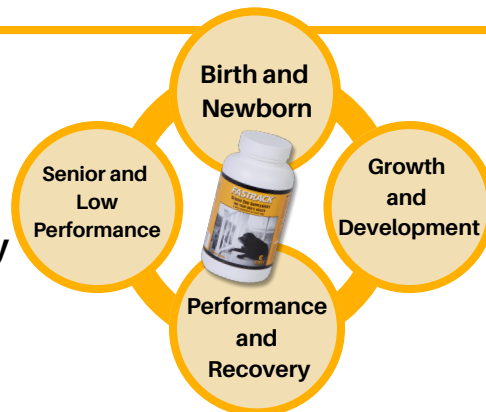 Birth and
Newborn
Senior and
Low
Performance
Growth
and
Development
FASTRACK
y
Performance
and
Recovery